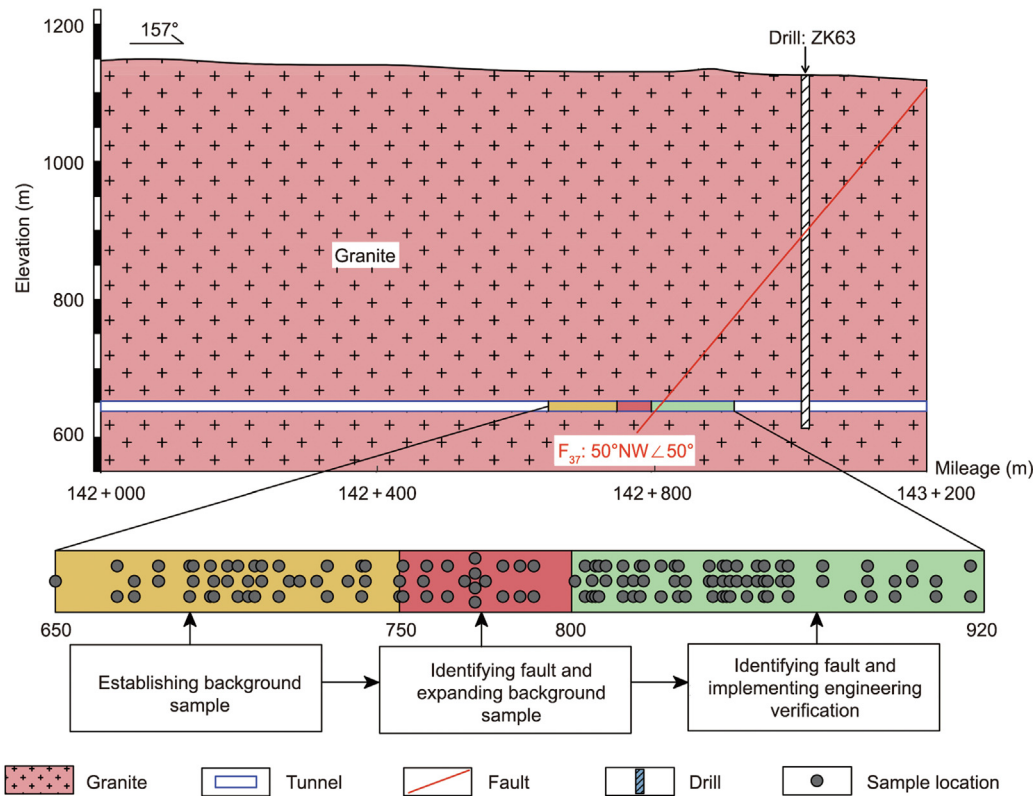 1200
157°
Drill: ZK63
1000
Elevation (m)
Granite
800
600
F37: 50°NW∠50°
Mileage (m)
142 + 000
142 + 400
142 + 800
143 + 200
650
750
800
920
Establishing background
sample
Identifying fault and
expanding background
sample
Identifying fault and
implementing engineering
verification
Granite
Tunnel
Fault
Drill
Sample location